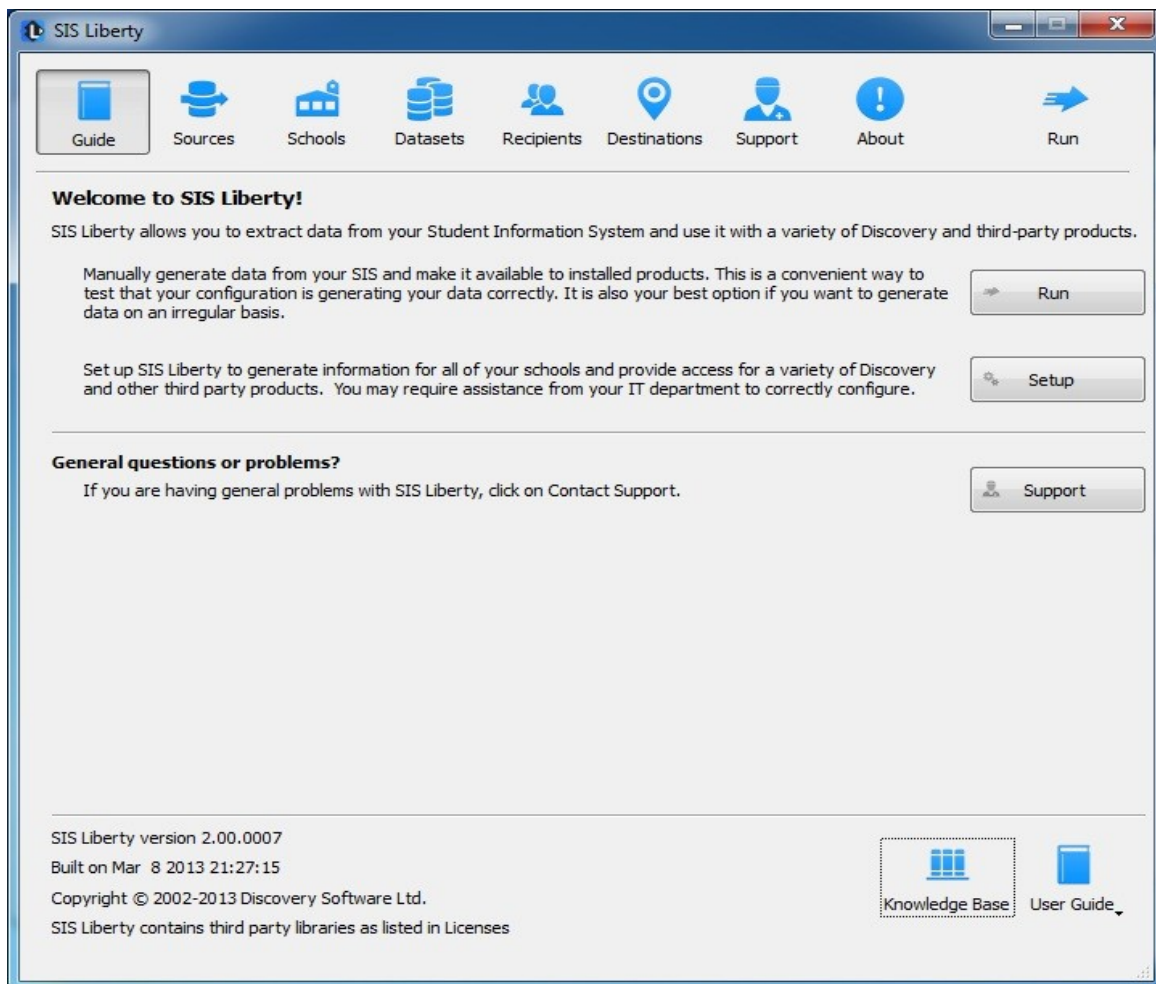 SIS Liberty
Guide Sources Schools Datasets Recipients Destinations Support About Run
Welcome to SIS Liberty!
SIS Liberty allows you to extract data from your Student Information System and use it with a variety of Discovery and third-party products.
Manually generate data from your SIS and make it available to installed products. This is a convenient way to
test that your configuration is generating your data correctly. It is also your best option if you want to generate
data on an irregular basis.
Run
Set up SIS Liberty to generate information for all of your schools and provide access for a variety of Discovery
and other third party products.  You may require assistance from your IT department to correctly configure.
Setup
General questions or problems?
If you are having general problems with SIS Liberty, click on Contact Support.
Support
SIS Liberty version 2.00.0007
Built on Mar  8 2013 21:27:15
Copyright © 2002-2013 Discovery Software Ltd.
SIS Liberty contains third party libraries as listed in Licenses
Knowledge Base User Guide